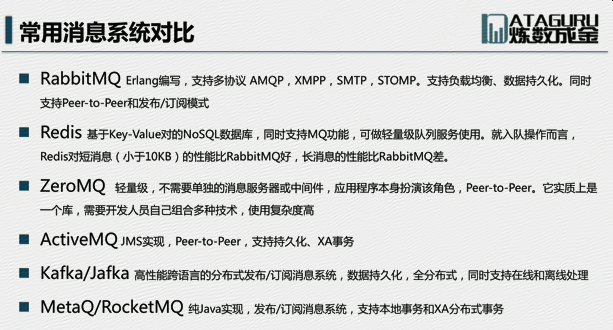 常用消息系统对比
DATAGURU
炼数成金
RabbitMQ Erlang编写，支持多协议 AMQP，XMPP，SMTP，STOMP。支持负载均衡、数据持久化。同时
支持Peer-to-Peer和发布/订阅模式
Redis 基于Key-Value对的NoSQL数据库，同时支持MQ功能，可做轻量级队列服务使用。就入队操作而言，
Redis对短消息（小于10KB）的性能比RabbitMQ好，长消息的性能比RabbitMQ差。
ZeroMQ 轻量级，不需要单独的消息服务器或中间件，应用程序本身扮演该角色，Peer-to-Peer。它实质上是
一个库，需要开发人员自己组合多种技术，使用复杂度高
ActiveMQ JMS实现，Peer-to-Peer，支持持久化、XA事务
Kafka/Jafka 高性能跨语言的分布式发布/订阅消息系统，数据持久化，全分布式，同时支持在线和离线处理
MetaQ/RocketMQ 纯Java实现，发布/订阅消息系统，支持本地事务和XA分布式事务